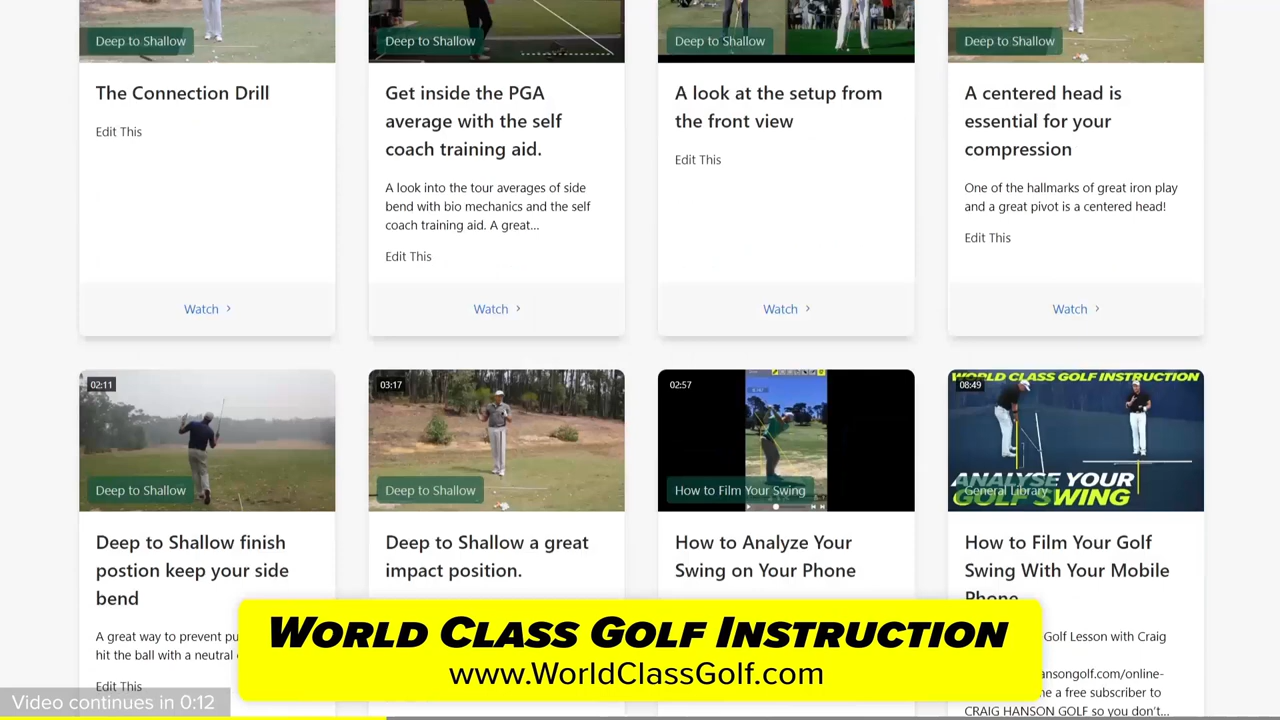 Deep to Shallow
Deep to Shallow
Deep to Shallow
Deep to Shallow
The Connection Drill
Edit This
Watch >
Get inside the PGA
average with the self
coach training aid.
A look into the tour averages of side
bend with bio mechanics and the self
coach training aid. A great...
Edit This
Watch >
A look at the setup from
the front view
Edit This
Watch >
A centered head is
essential for your
compression
One of the hallmarks of great iron play
and a great pivot is a centered head!
Edit This
Watch >
02:11
Deep to Shallow
Deep to Shallow finish
postion keep your side
bend
A great way to prevent
hit the ball with a neutral
Edit This
03:17
Deep to Shallow
Deep to Shallow a great
impact position.
02:57
How to Film Your Swing
How to Analyze Your
Swing on Your Phone
WORLD CLASS GOLF INSTRUCTION
08:49
ANALYSE YOUR
GOLF SWING
General Library
How to Film Your Golf
Swing With Your Mobile
Phone
Golf Lesson with Craig
hansongolf.com/online-
me a free subscriber to
CRAIG HANSON GOLF so you don't...
WORLD CLASS GOLF INSTRUCTION
www.WorldClassGolf.com
Video continues in 0:12